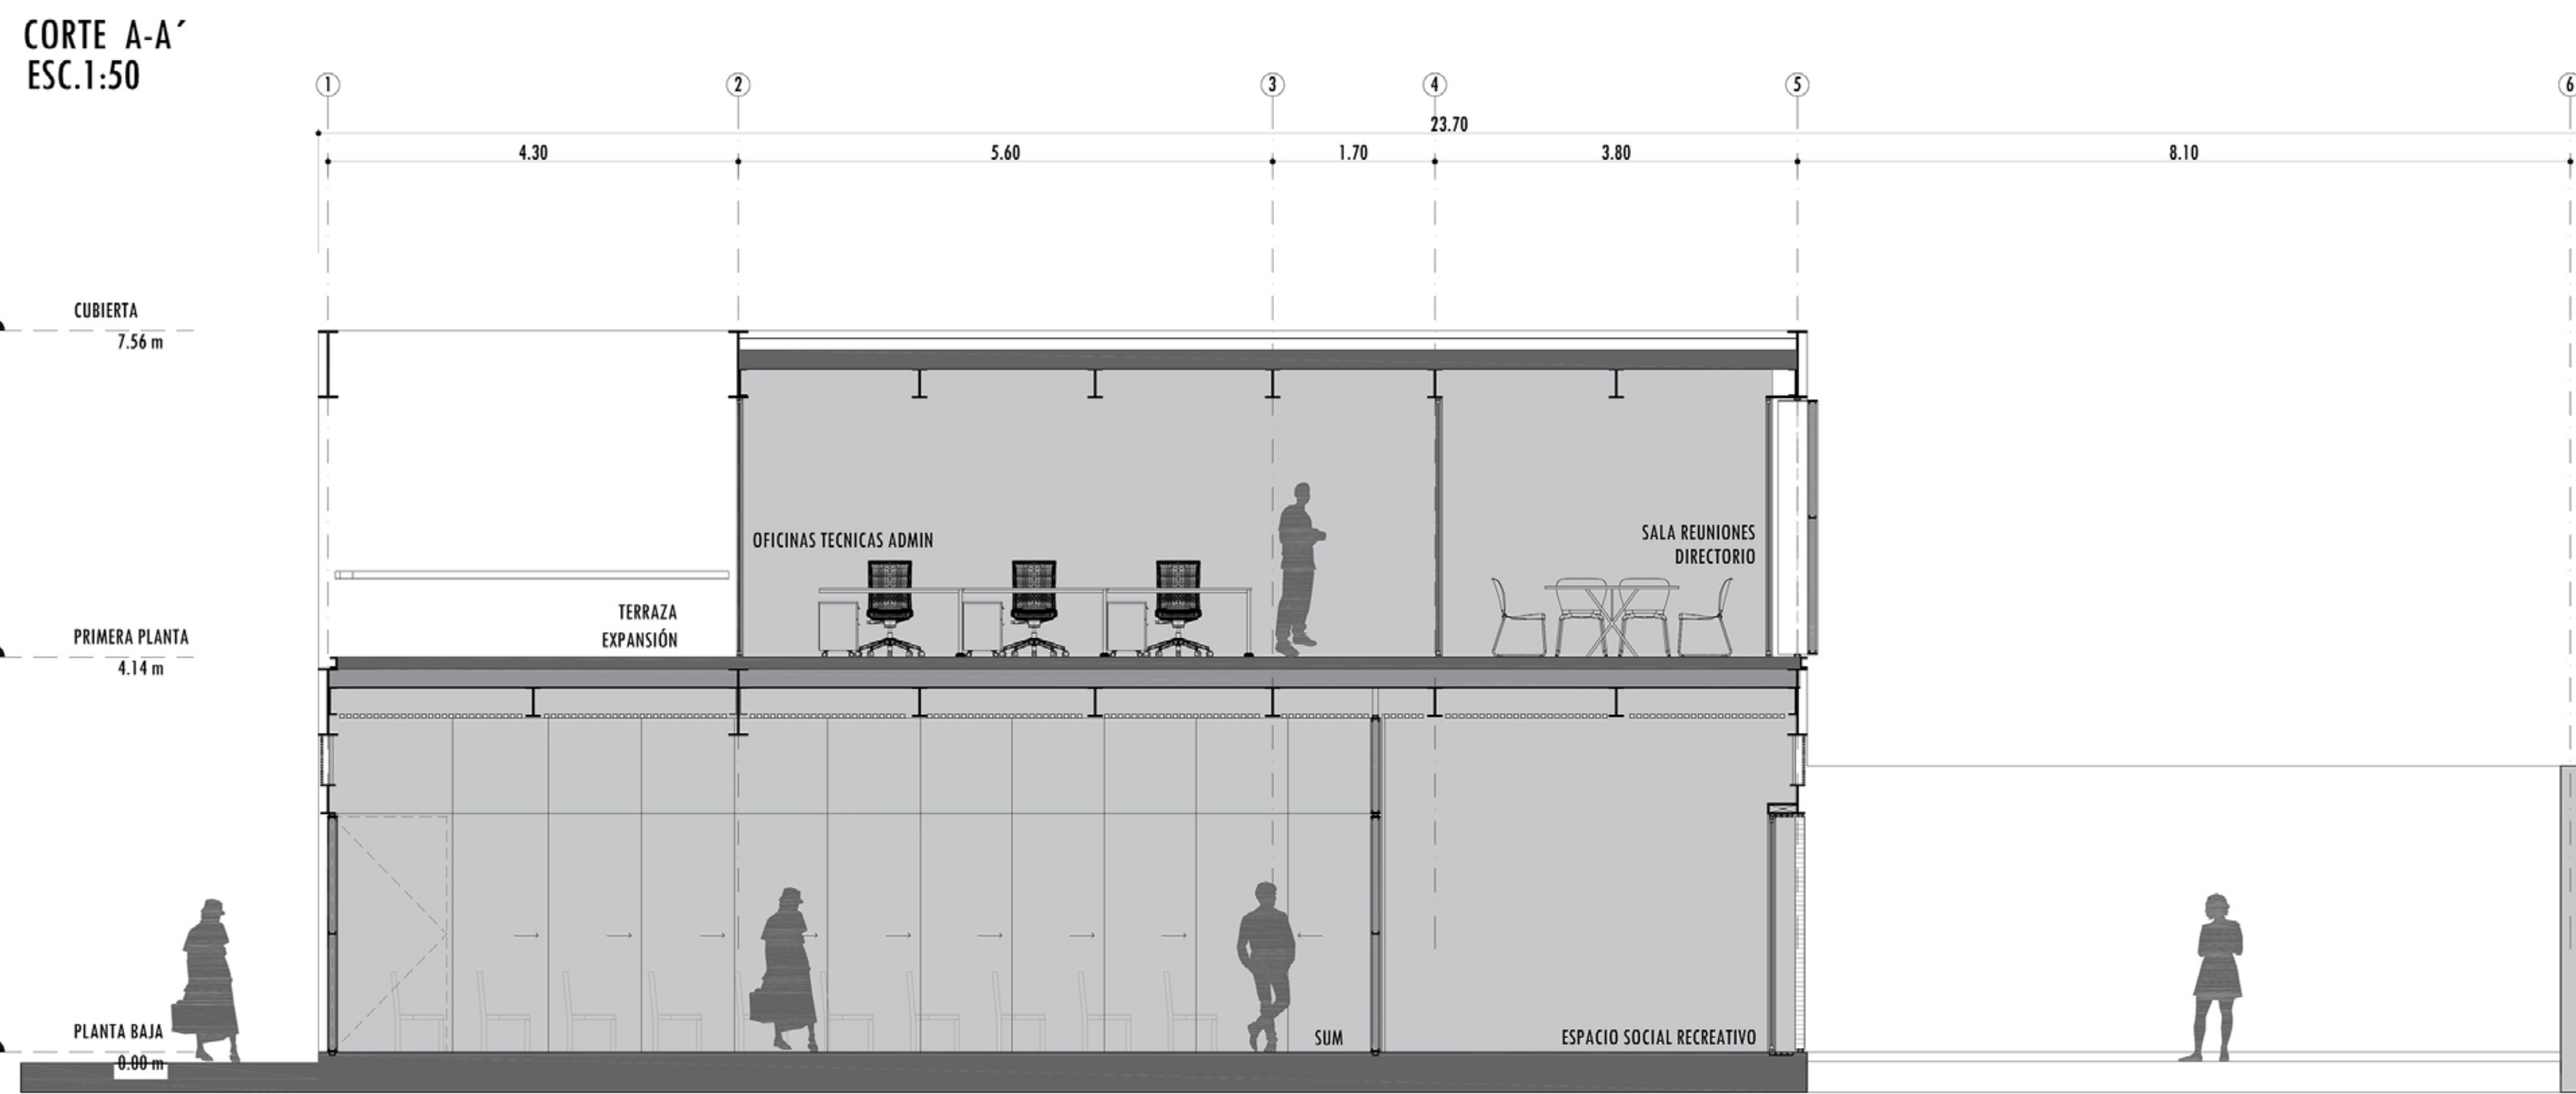 CORTE A-A´
ESC.1:50
1 2 3 4 5 6
23.70
4.30 5.60 1.70 3.80 8.10
CUBIERTA
7.56 m
OFICINAS TECNICAS ADMIN
SALA REUNIONES
DIRECTORIO
TERRAZA
EXPANSIÓN
PRIMERA PLANTA
4.14 m
PLANTA BAJA
0.00 m
SUM
ESPACIO SOCIAL RECREATIVO